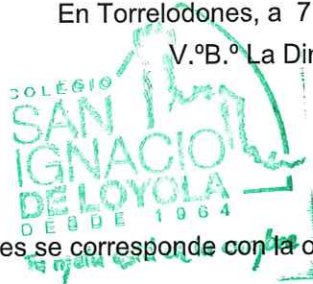 En Torrelodones, a 7
V.ºB.º La Dir
COLEGIO
SAN
IGNACIO
DE LOYOLA
DESDE 1964
es se corresponde con la o